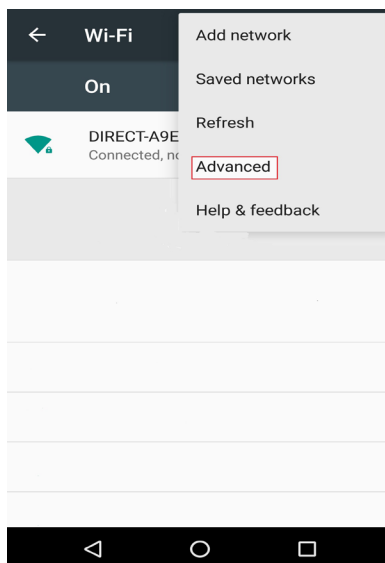 Wi-Fi
Add network
On
Saved networks
Refresh
DIRECT-A9E
Connected, no
Advanced
Help & feedback